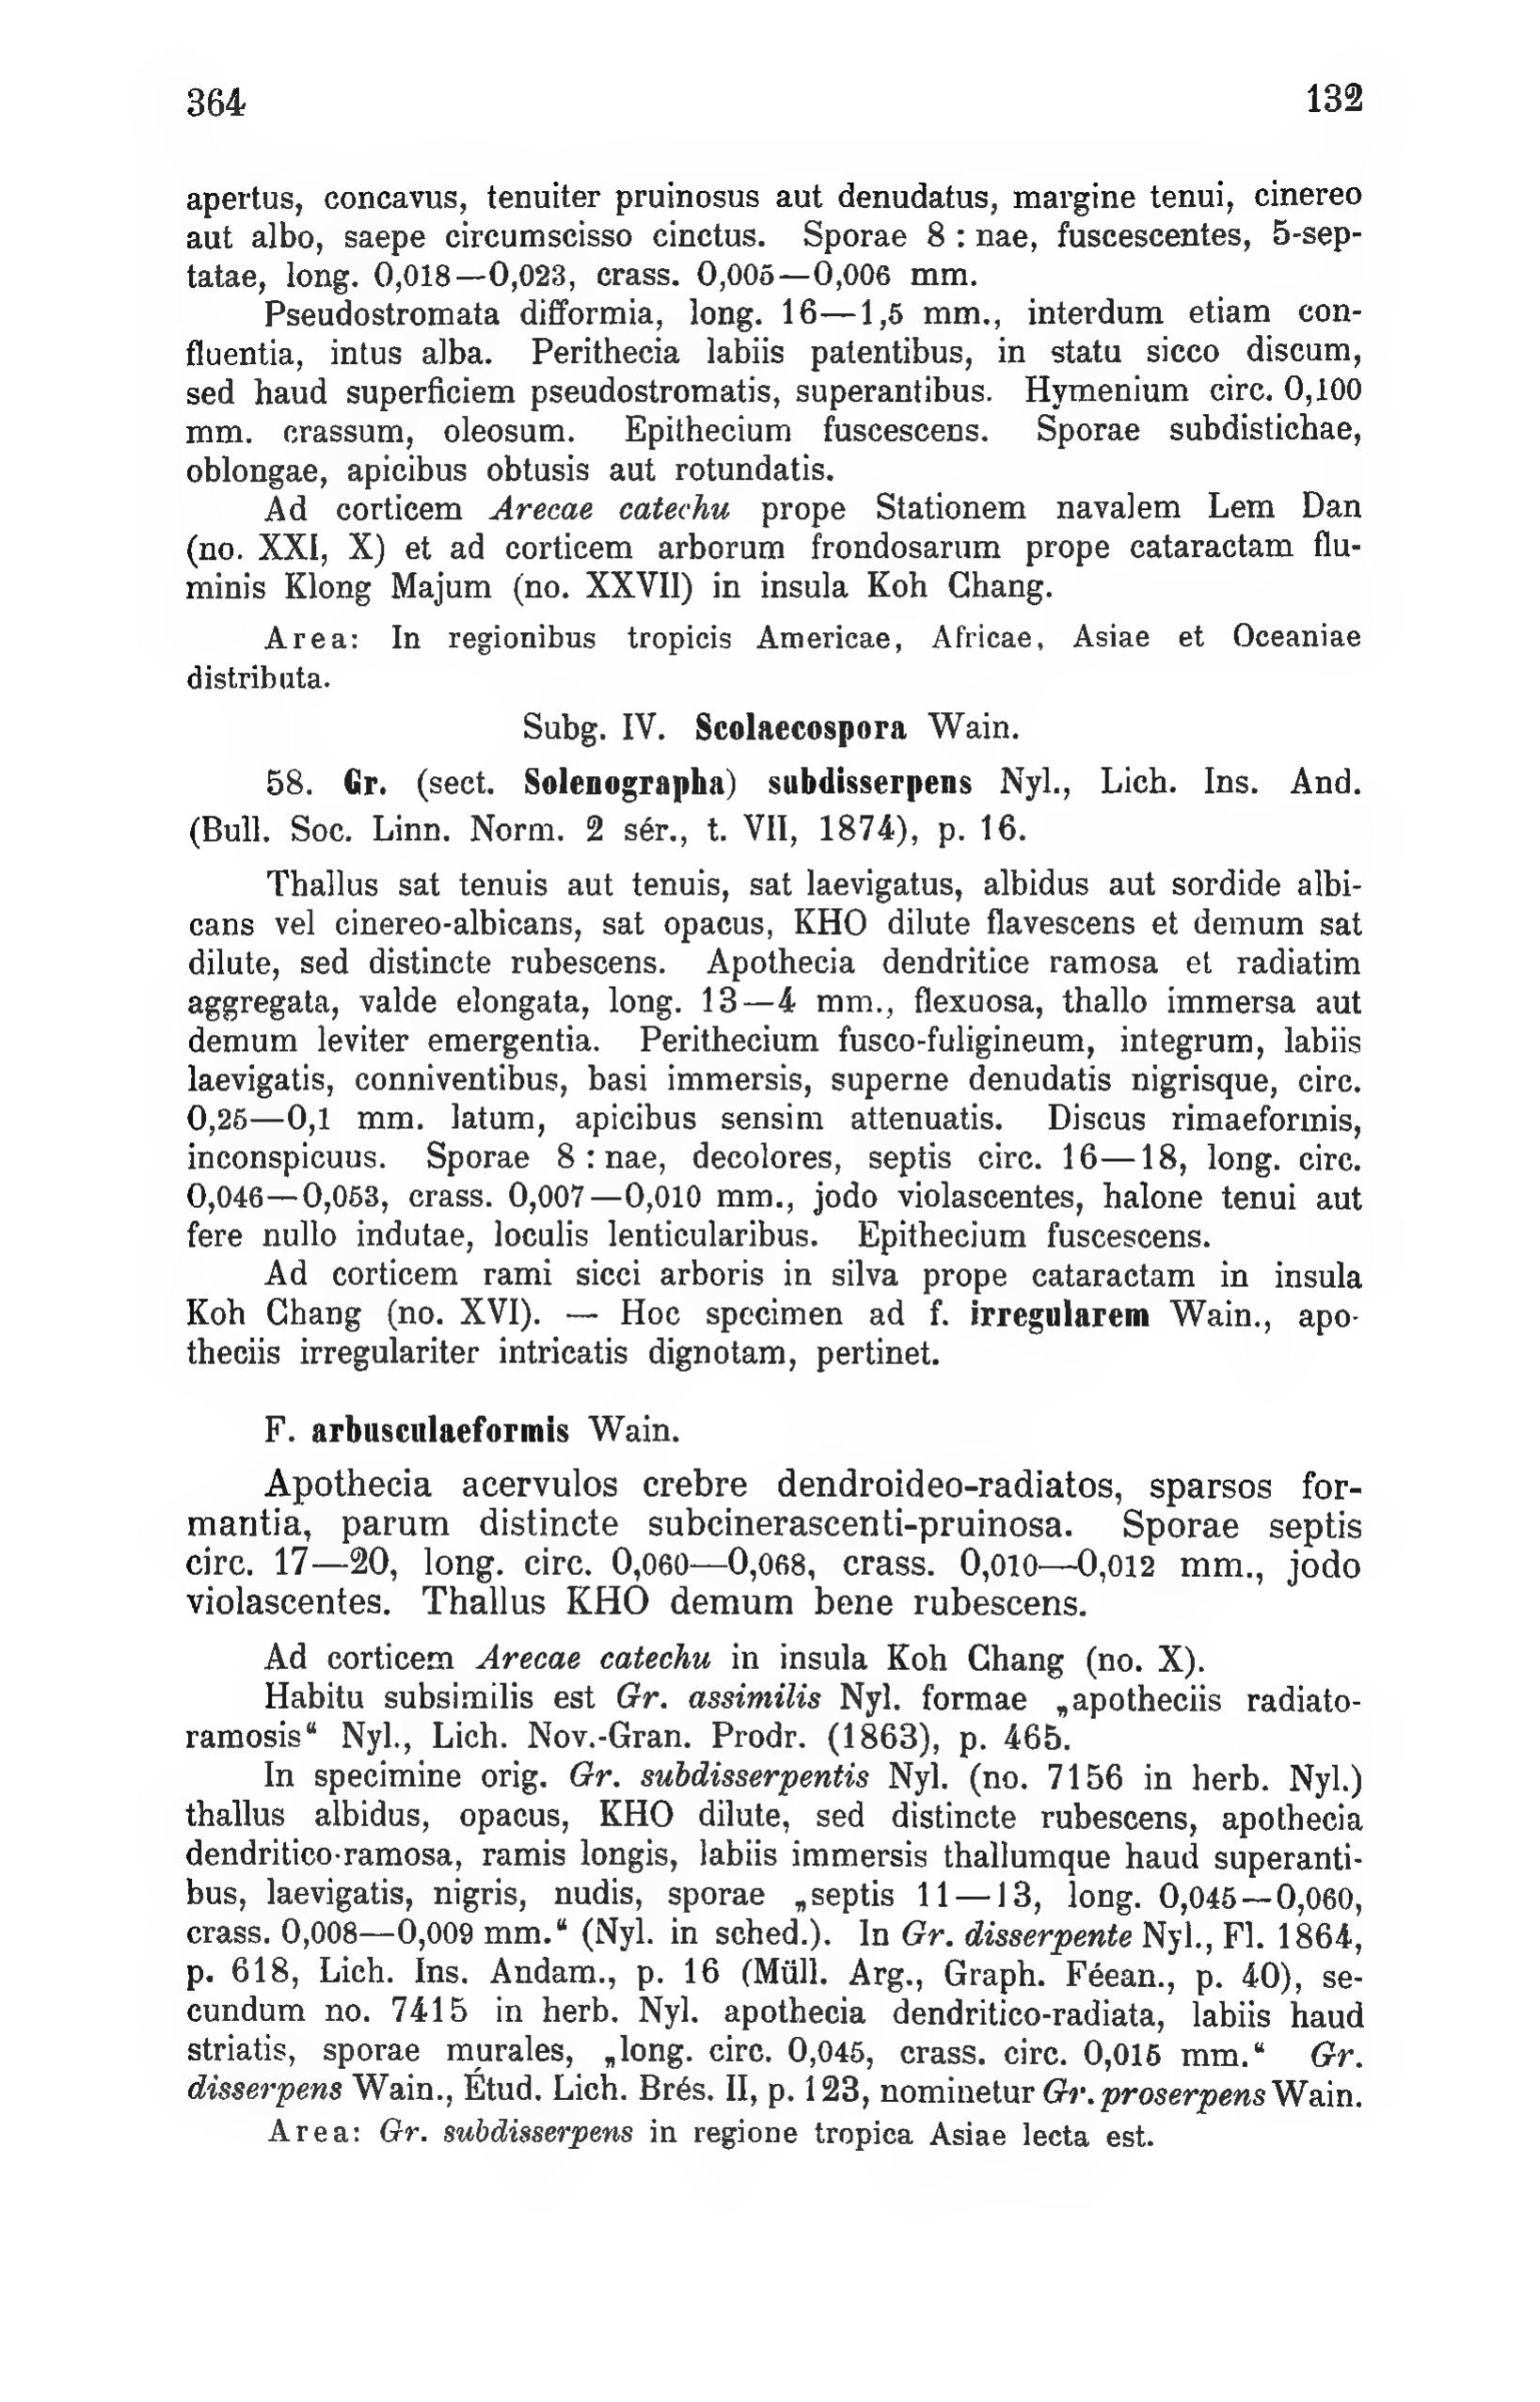 364 132
apertus, concavus, tenuiter pruinosus aut denudatus, margine tenui, cinereo
aut albo, saepe circumscisso cinctus. Sporae 8 : nae, fuscescentes, 5-sep-
tatae, long. 0,018—0,023, crass. 0,005—0,006 mm.
Pseudostromata difformia, long. 16—1,5 mm., interdum etiam con-
fluentia, intus alba. Perithecia labiis patentibus, in statu sicco discum,
sed haud superficiem pseudostromatis, superantibus. Hymenium circ. 0,100
mm. crassum, oleosum. Epithecium fuscescens. Sporae subdistichae,
oblongae, apicibus obtusis aut rotundatis.
Ad corticem Arecae catechu prope Stationem navalem Lem Dan
(no. XXI, X) et ad corticem arborum frondosarum prope cataractam flu-
minis Klong Majum (no. XXVII) in insula Koh Chang.
Area: In regionibus tropicis Americae, Africae, Asiae et Oceaniae
distributa.
Subg. IV. Scolaecospora Wain.
58. Gr. (sect. Solenographa) subdisserpens Nyl., Lich. Ins. And.
(Bull. Soc. Linn. Norm. 2 sér., t. VII, 1874), p. 16.
Thallus sat tenuis aut tenuis, sat laevigatus, albidus aut sordide albi-
cans vel cinereo-albicans, sat opacus, KHO dilute flavescens et demum sat
dilute, sed distincte rubescens. Apothecia dendritice ramosa et radiatim
aggregata, valde elongata, long. 13—4 mm., flexuosa, thallo immersa aut
demum leviter emergentia. Perithecium fusco-fuligineum, integrum, labiis
laevigatis, conniventibus, basi immersis, superne denudatis nigrisque, circ.
0,25—0,1 mm. latum, apicibus sensim attenuatis. Discus rimaeformis,
inconspicuus. Sporae 8 : nae, decolores, septis circ. 16—18, long. circ.
0,046—0,053, crass. 0,007—0,010 mm., jodo violascentes, halone tenui aut
fere nullo indutae, loculis lenticularibus. Epithecium fuscescens.
Ad corticem rami sicci arboris in silva prope cataractam in insula
Koh Chang (no. XVI). — Hoc specimen ad f. irregularem Wain., apo-
theciis irregulariter intricatis dignotam, pertinet.
F. arbusculaeformis Wain.
Apothecia acervulos crebre dendroideo-radiatos, sparsos for-
mantia, parum distincte subcinerascenti-pruinosa. Sporae septis
circ. 17—20, long. circ. 0,060—0,068, crass. 0,010—0,012 mm., jodo
violascentes. Thallus KHO demum bene rubescens.
Ad corticem Arecae catechu in insula Koh Chang (no. X).
Habitu subsimilis est Gr. assimilis Nyl. formae „apotheciis radiato-
ramosis“ Nyl., Lich. Nov.-Gran. Prodr. (1863), p. 465.
In specimine orig. Gr. subdisserpentis Nyl. (no. 7156 in herb. Nyl.)
thallus albidus, opacus, KHO dilute, sed distincte rubescens, apothecia
dendritico-ramosa, ramis longis, labiis immersis thallumque haud superanti-
bus, laevigatis, nigris, nudis, sporae „septis 11—13, long. 0,045—0,060,
crass. 0,008—0,009 mm.“ (Nyl. in sched.). In Gr. disserpente Nyl., Fl. 1864,
p. 618, Lich. Ins. Andam., p. 16 (Müll. Arg., Graph. Féean., p. 40), se-
cundum no. 7415 in herb. Nyl. apothecia dendritico-radiata, labiis haud
striatis, sporae murales, „long. circ. 0,045, crass. circ. 0,015 mm.“ Gr.
disserpens Wain., Étud. Lich. Brés. II, p. 123, nominetur Gr. proserpens Wain.
Area: Gr. subdisserpens in regione tropica Asiae lecta est.